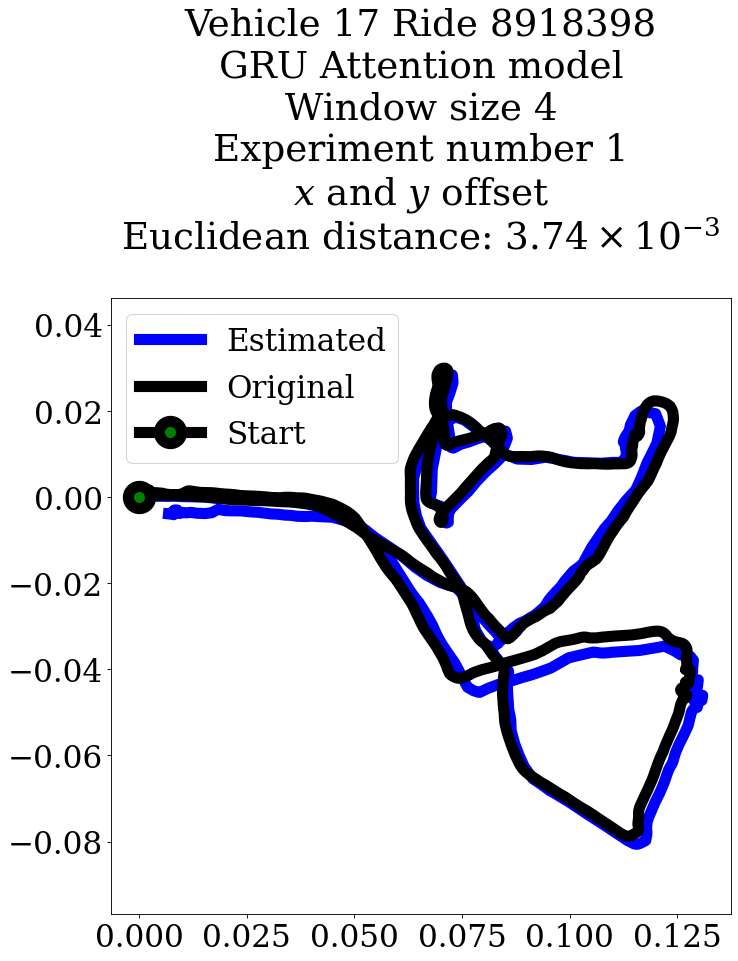 Vehicle 17 Ride 8918398
GRU Attention model
Window size 4
Experiment number 1
x and y offset
Euclidean distance: 3.74 × 10⁻³
Estimated
Original
Start
0.04
0.02
0.00
−0.02
−0.04
−0.06
−0.08
0.000 0.025 0.050 0.075 0.100 0.125